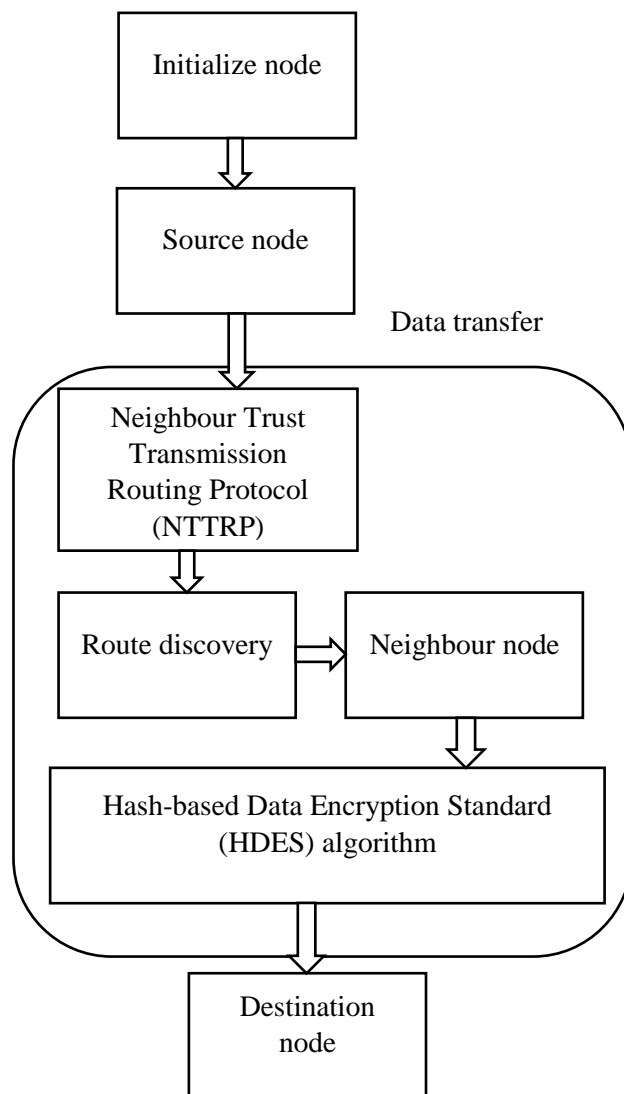 Initialize node
Source node
Data transfer
Neighbour Trust
Transmission
Routing Protocol
(NTTRP)
Route discovery
Neighbour node
Hash-based Data Encryption Standard
(HDES) algorithm
Destination
node